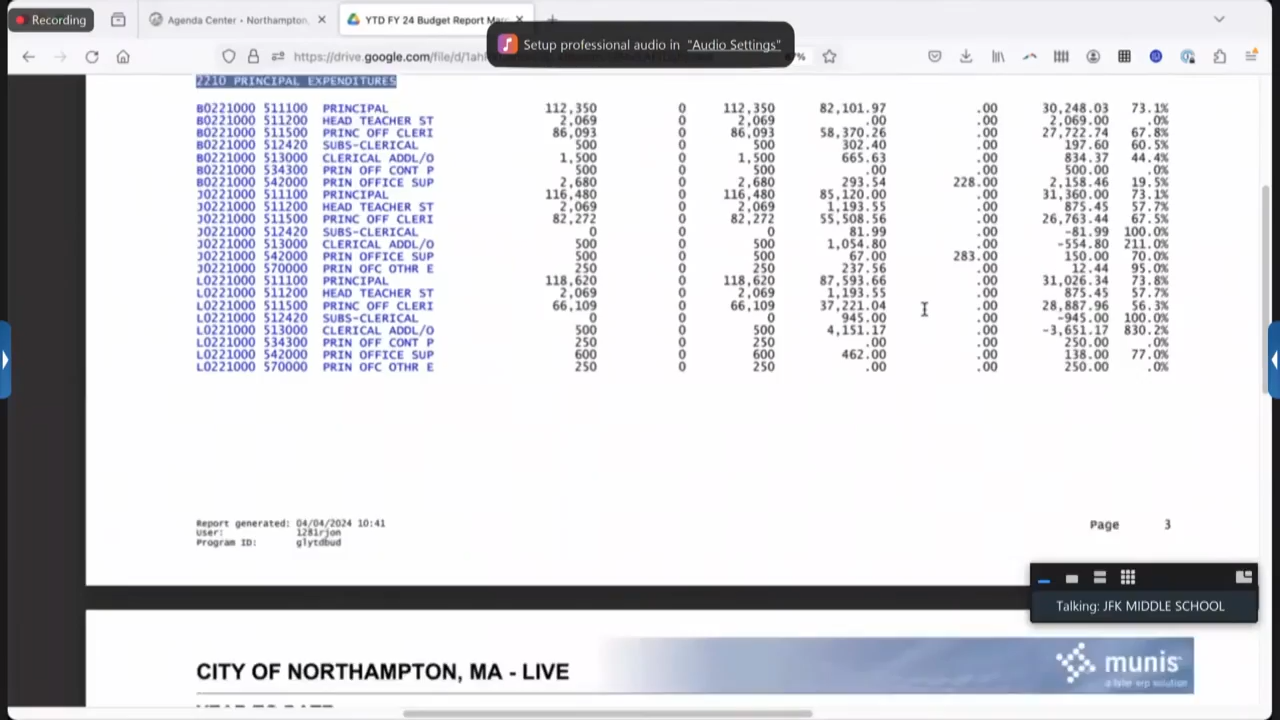 Recording
Agenda Center • Northampton,
YTD FY 24 Budget Report Mar
Setup professional audio in "Audio Settings"
https://drive.google.com/file/d/1ah
2210 PRINCIPAL EXPENDITURES
B0221000 511100 PRINCIPAL 112,350 0 112,350 82,101.97 .00 30,248.03 73.1%
B0221000 511200 HEAD TEACHER ST 2,069 0 2,069 .00 .00 2,069.00 .0%
B0221000 511500 PRINC OFF CLERI 86,093 0 86,093 58,370.26 .00 27,722.74 67.8%
B0221000 512420 SUBS-CLERICAL 500 0 500 302.40 .00 197.60 60.5%
B0221000 513000 CLERICAL ADDL/O 1,500 0 1,500 665.63 .00 834.37 44.4%
B0221000 534300 PRIN OFF CONT P 500 0 500 .00 .00 500.00 .0%
B0221000 542000 PRIN OFFICE SUP 2,680 0 2,680 293.54 228.00 2,158.46 19.5%
J0221000 511100 PRINCIPAL 116,480 0 116,480 85,120.00 .00 31,360.00 73.1%
J0221000 511200 HEAD TEACHER ST 2,069 0 2,069 1,193.55 .00 875.45 57.7%
J0221000 511500 PRINC OFF CLERI 82,272 0 82,272 55,508.56 .00 26,763.44 67.5%
J0221000 512420 SUBS-CLERICAL 0 0 0 81.99 .00 -81.99 100.0%
J0221000 513000 CLERICAL ADDL/O 500 0 500 1,054.80 .00 -554.80 211.0%
J0221000 542000 PRIN OFFICE SUP 500 0 500 67.00 283.00 150.00 70.0%
J0221000 570000 PRIN OFC OTHR E 250 0 250 237.56 .00 12.44 95.0%
L0221000 511100 PRINCIPAL 118,620 0 118,620 87,593.66 .00 31,026.34 73.8%
L0221000 511200 HEAD TEACHER ST 2,069 0 2,069 1,193.55 .00 875.45 57.7%
L0221000 511500 PRINC OFF CLERI 66,109 0 66,109 37,221.04 .00 28,887.96 56.3%
L0221000 512420 SUBS-CLERICAL 0 0 0 945.00 .00 -945.00 100.0%
L0221000 513000 CLERICAL ADDL/O 500 0 500 4,151.17 .00 -3,651.17 830.2%
L0221000 534300 PRIN OFF CONT P 250 0 250 .00 .00 250.00 .0%
L0221000 542000 PRIN OFFICE SUP 600 0 600 462.00 .00 138.00 77.0%
L0221000 570000 PRIN OFC OTHR E 250 0 250 .00 .00 250.00 .0%
Report generated: 04/04/2024 10:41
User: 1281rjon
Program ID: glytdbud
Page 3
Talking: JFK MIDDLE SCHOOL
CITY OF NORTHAMPTON, MA - LIVE
munis
a tyler erp solution